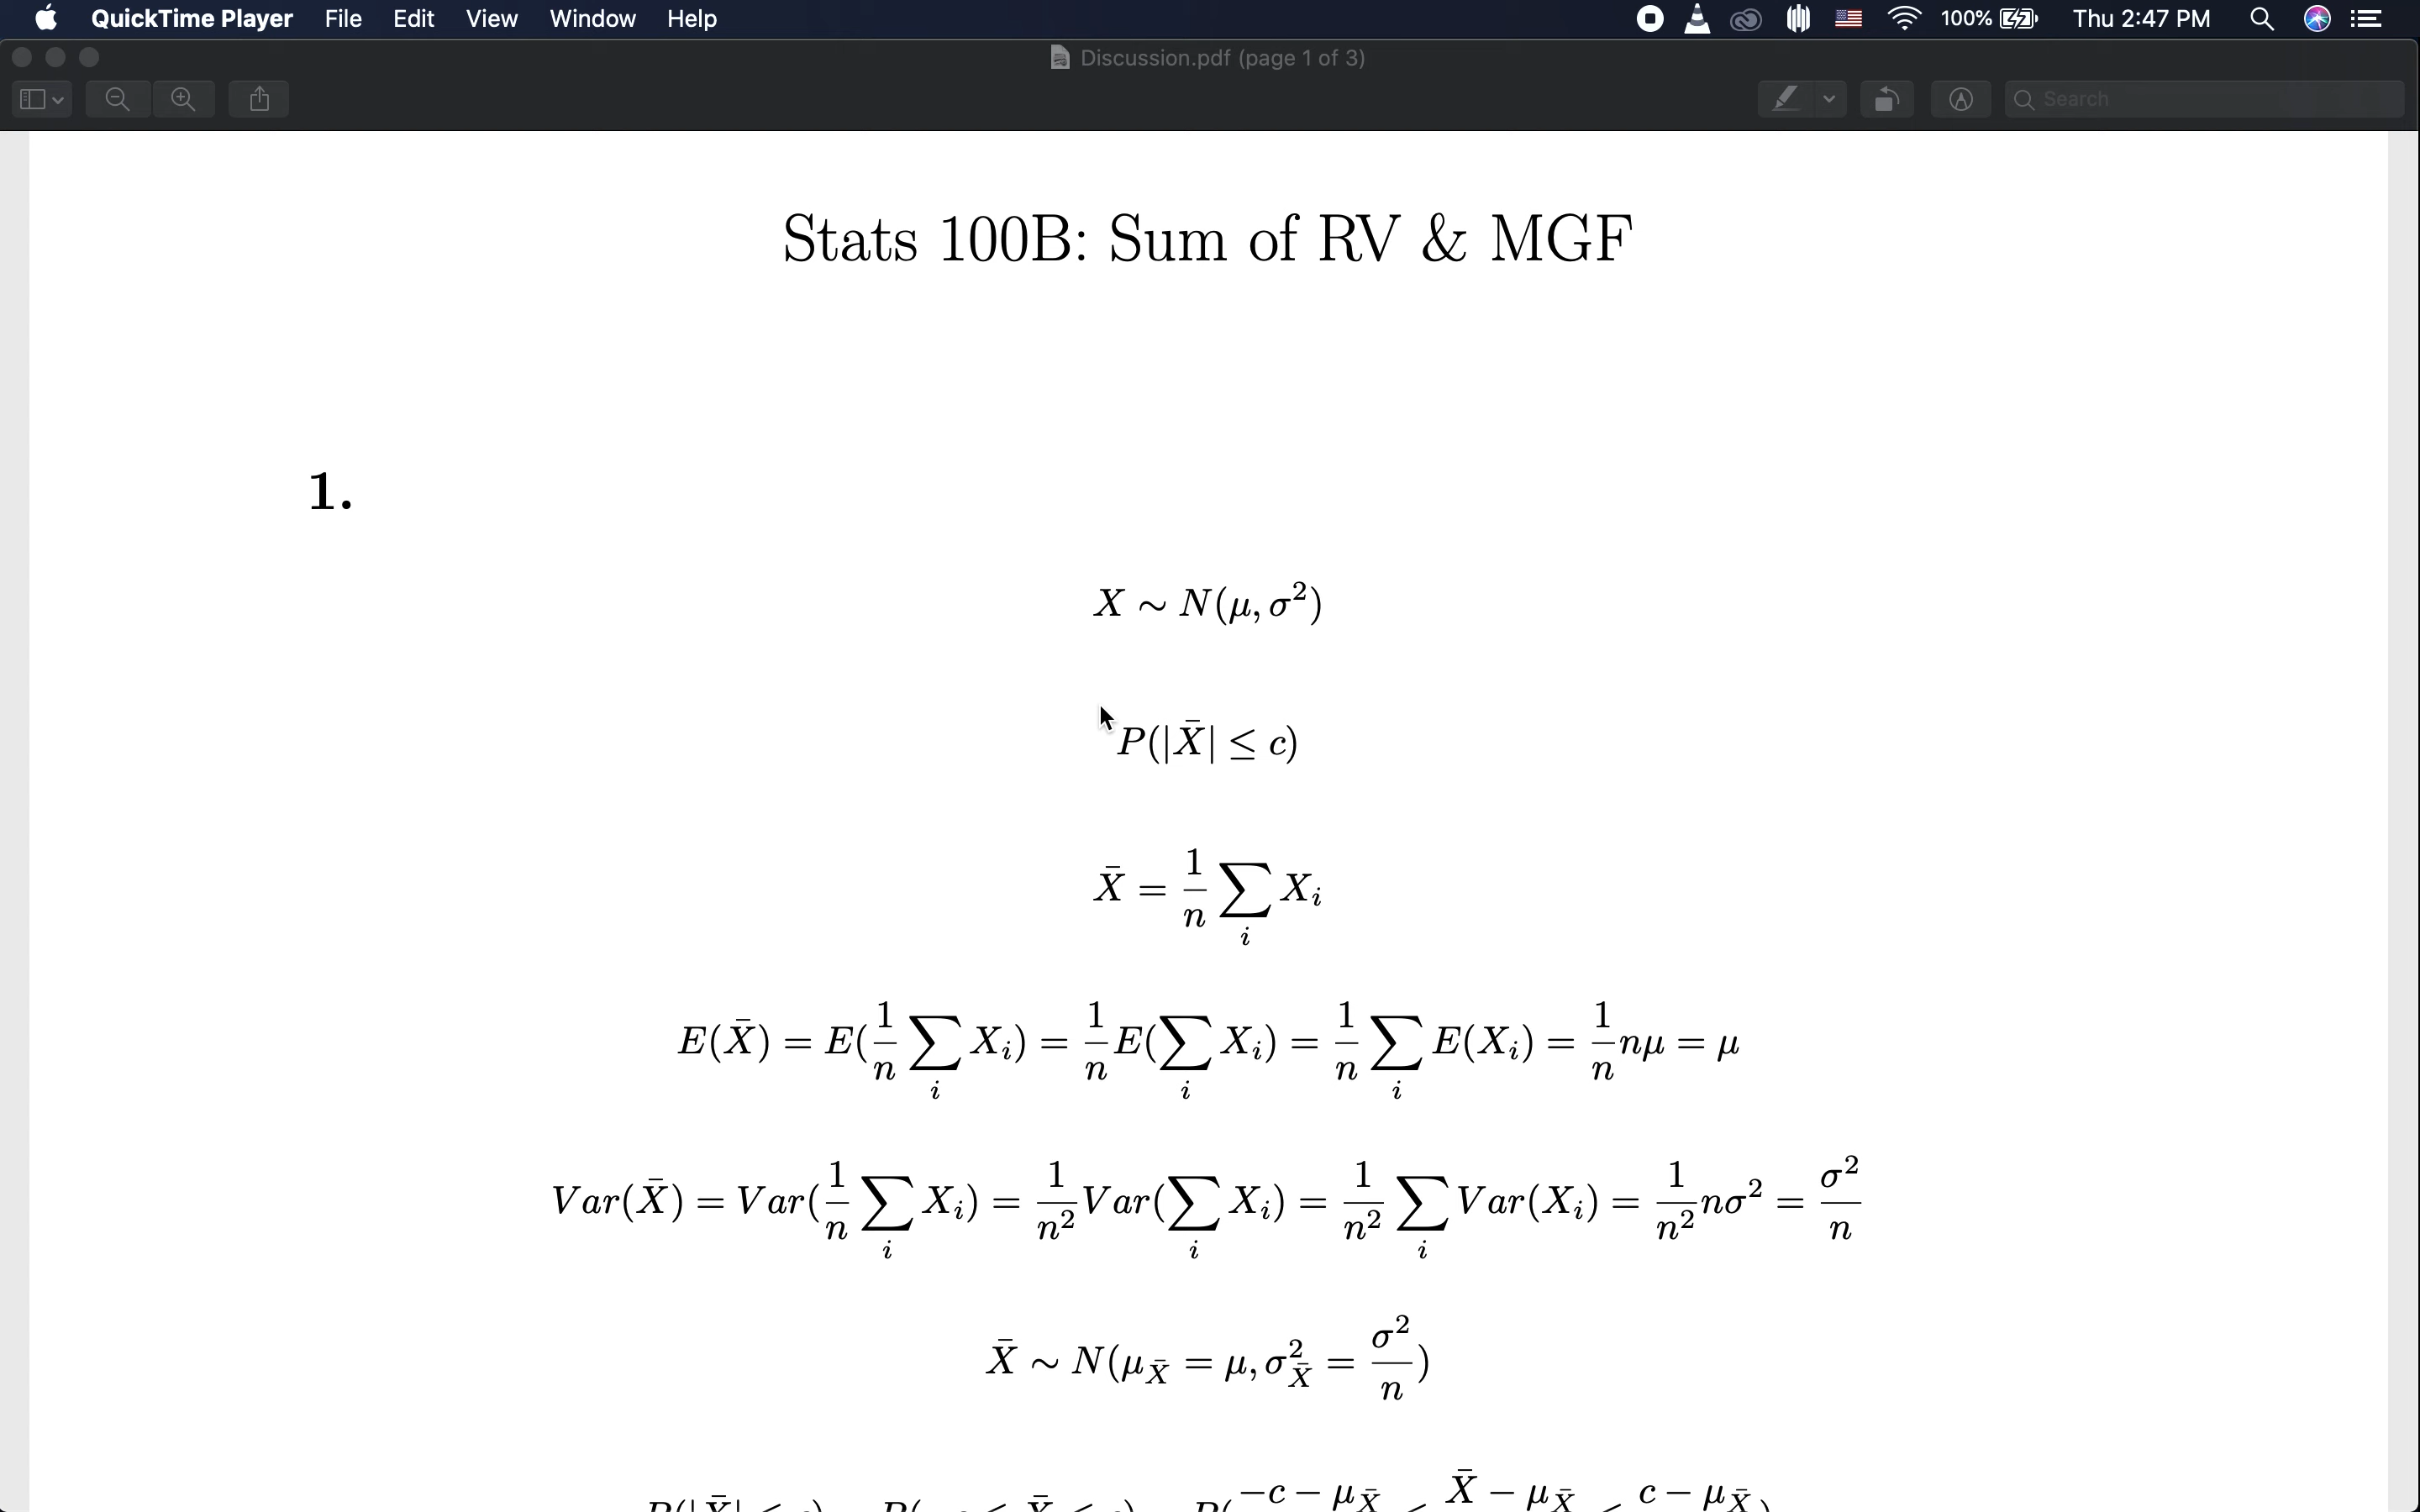 QuickTime Player File Edit View Window Help 100% Thu 2:47 PM
Discussion.pdf (page 1 of 3)
Search
Stats 100B: Sum of RV & MGF
1.
X ∼ N(μ, σ²)
P(|X̄| ≤ c)
X̄ = 1/n ∑_i X_i
E(X̄) = E(1/n ∑_i X_i) = 1/n E(∑_i X_i) = 1/n ∑_i E(X_i) = 1/n nμ = μ
Var(X̄) = Var(1/n ∑_i X_i) = 1/n² Var(∑_i X_i) = 1/n² ∑_i Var(X_i) = 1/n² nσ² = σ²/n
X̄ ∼ N(μ_X̄ = μ, σ²_X̄ = σ²/n)
−c − μ_X̄ X̄ − μ_X̄ c − μ_X̄